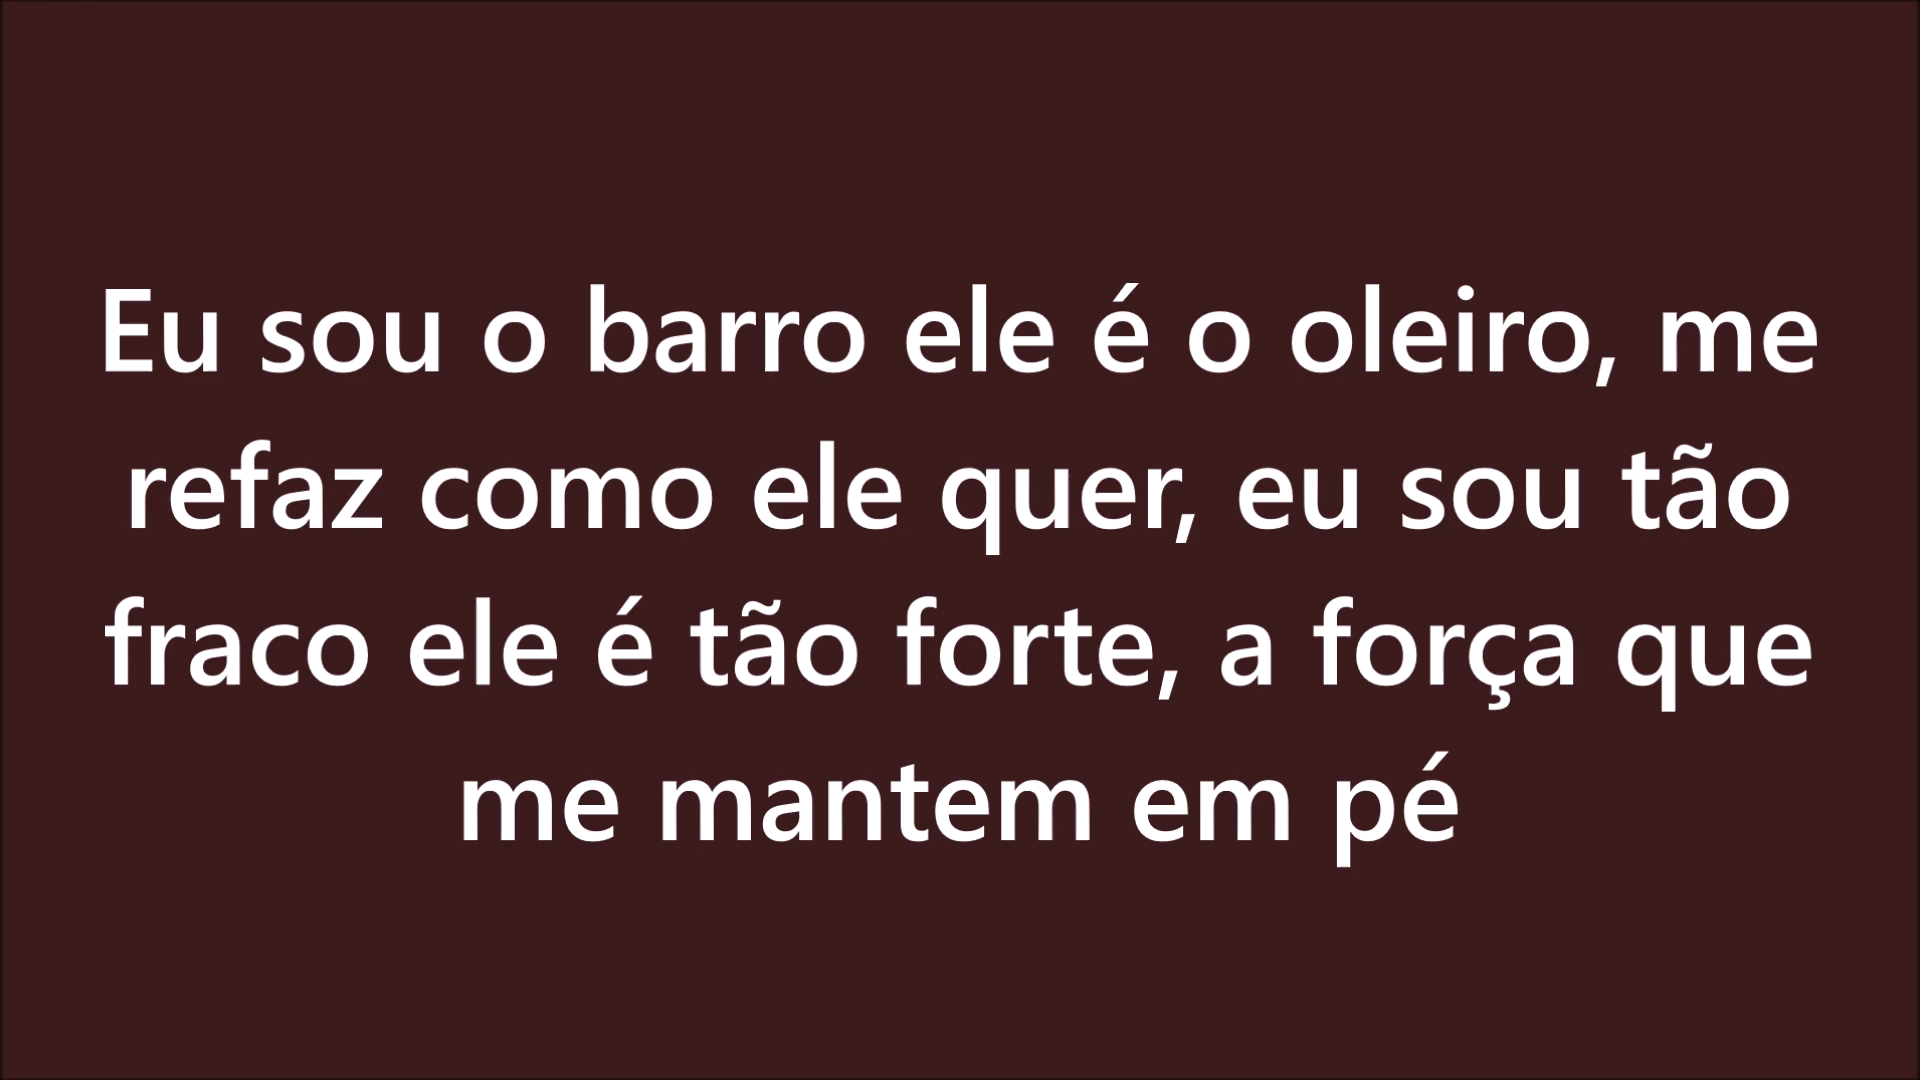 Eu sou o barro ele é o oleiro, me
refaz como ele quer, eu sou tão
fraco ele é tão forte, a força que
me mantem em pé